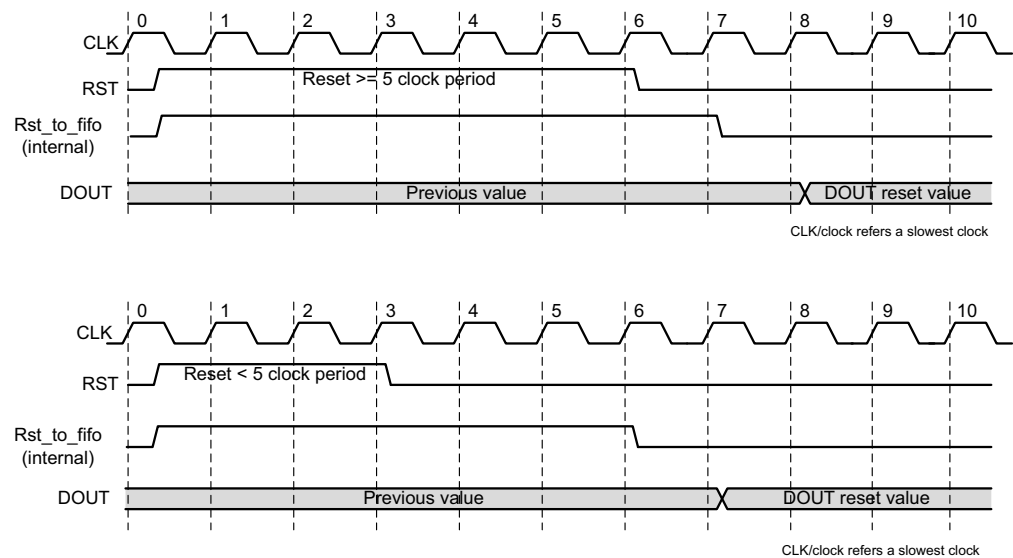 0 1 2 3 4 5 6 7 8 9 10
CLK
RST Reset >= 5 clock period
Rst_to_fifo
(internal)
DOUT Previous value DOUT reset value
CLK/clock refers a slowest clock
0 1 2 3 4 5 6 7 8 9 10
CLK
RST Reset < 5 clock period
Rst_to_fifo
(internal)
DOUT Previous value DOUT reset value
CLK/clock refers a slowest clock